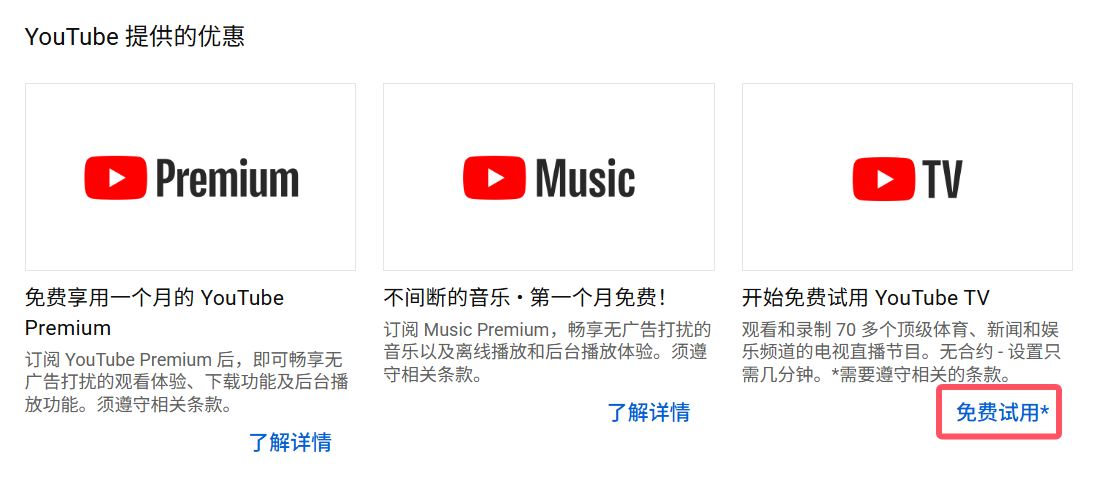 YouTube 提供的优惠
Premium
Music
TV
免费享用一个月的 YouTube
Premium
订阅 YouTube Premium 后，即可畅享无
广告打扰的观看体验、下载功能及后台播
放功能。须遵守相关条款。
了解详情
不间断的音乐 • 第一个月免费！
订阅 Music Premium，畅享无广告打扰的
音乐以及离线播放和后台播放体验。须遵
守相关条款。
了解详情
开始免费试用 YouTube TV
观看和录制 70 多个顶级体育、新闻和娱
乐频道的电视直播节目。无合约 - 设置只
需几分钟。*需要遵守相关的条款。
免费试用*